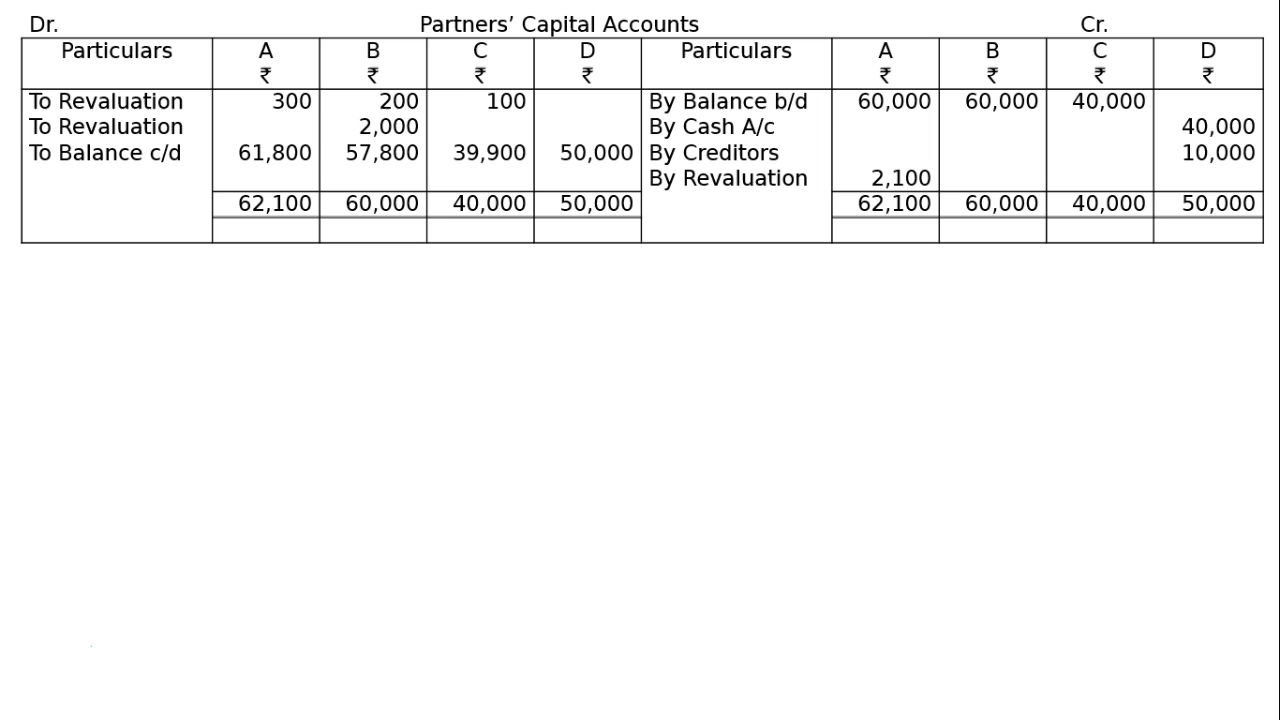 Dr. Partners’ Capital Accounts Cr.
Particulars A B C D Particulars A B C D
₹ ₹ ₹ ₹ ₹ ₹ ₹ ₹
To Revaluation 300 200 100 By Balance b/d 60,000 60,000 40,000
To Revaluation 2,000 By Cash A/c 40,000
To Balance c/d 61,800 57,800 39,900 50,000 By Creditors 10,000
By Revaluation 2,100
62,100 60,000 40,000 50,000 62,100 60,000 40,000 50,000